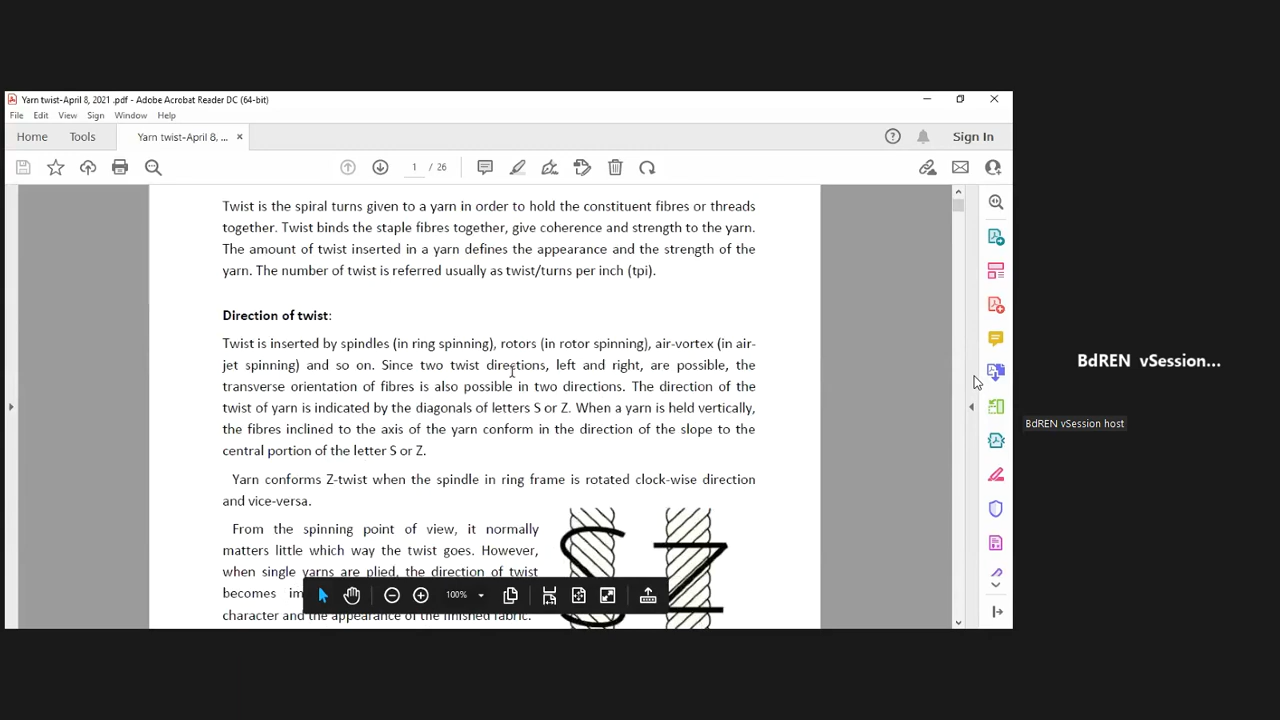 Yarn twist-April 8, 2021 .pdf - Adobe Acrobat Reader DC (64-bit)
File Edit View Sign Window Help
Home Tools Yarn twist-April 8, ... × Sign In
1 / 26
Twist is the spiral turns given to a yarn in order to hold the constituent fibres or threads
together. Twist binds the staple fibres together, give coherence and strength to the yarn.
The amount of twist inserted in a yarn defines the appearance and the strength of the
yarn. The number of twist is referred usually as twist/turns per inch (tpi).
Direction of twist:
Twist is inserted by spindles (in ring spinning), rotors (in rotor spinning), air-vortex (in air-
jet spinning) and so on. Since two twist directions, left and right, are possible, the
transverse orientation of fibres is also possible in two directions. The direction of the
twist of yarn is indicated by the diagonals of letters S or Z. When a yarn is held vertically,
the fibres inclined to the axis of the yarn conform in the direction of the slope to the
central portion of the letter S or Z.
Yarn conforms Z-twist when the spindle in ring frame is rotated clock-wise direction
and vice-versa.
From the spinning point of view, it normally
matters little which way the twist goes. However,
when single yarns are plied, the direction of twist
becomes
character and the appearance of the finished fabric.
S Z
100%
BdREN vSession...
BdREN vSession host